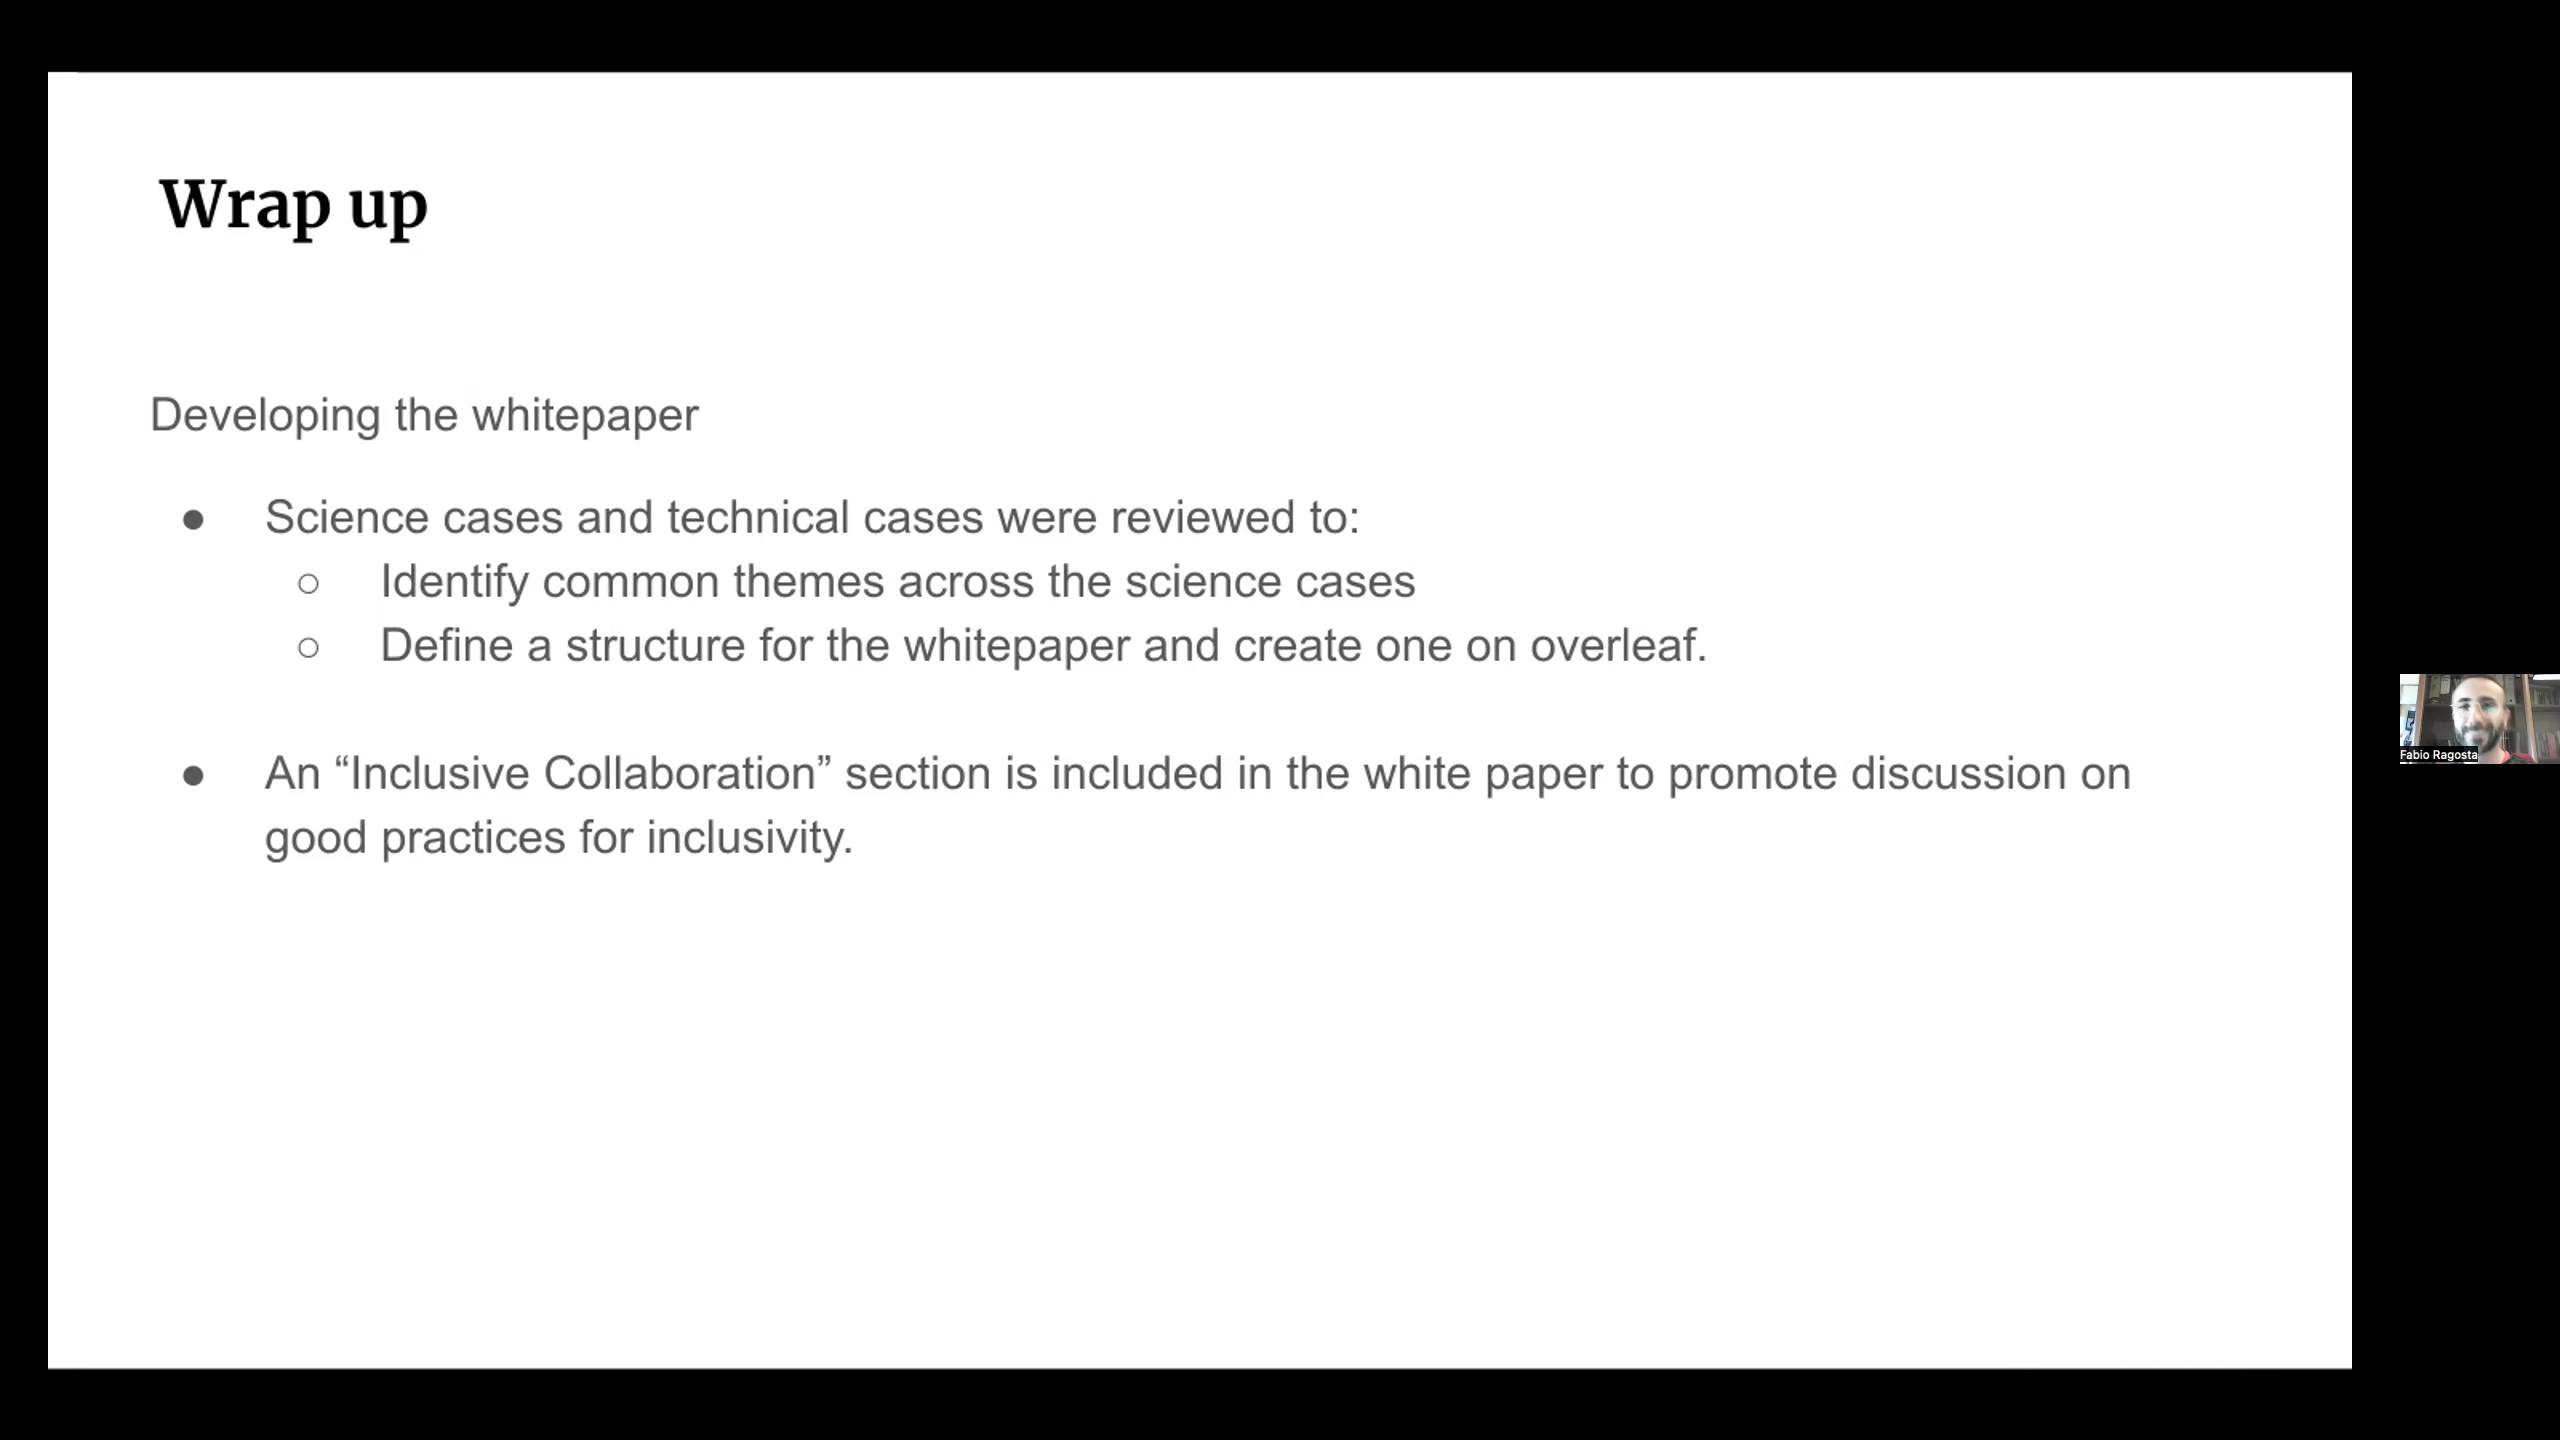 Wrap up
Developing the whitepaper
● Science cases and technical cases were reviewed to:
○ Identify common themes across the science cases
○ Define a structure for the whitepaper and create one on overleaf.
● An “Inclusive Collaboration” section is included in the white paper to promote discussion on
good practices for inclusivity.
Fabio Ragosta